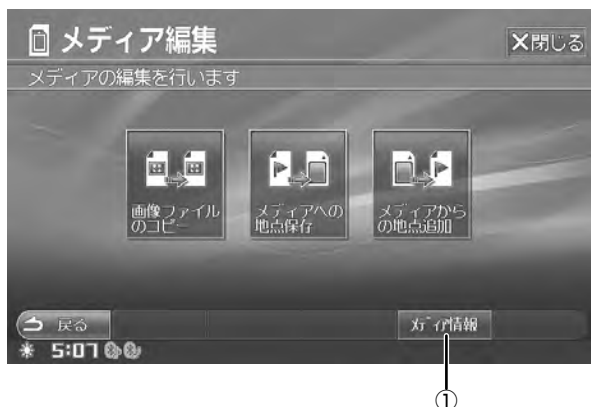 メディア編集
×閉じる
メディアの編集を行います
画像ファイル
のコピー
メディアへの
地点保存
メディアから
の地点追加
戻る
ﾒﾃﾞｨｱ情報
5:07
①